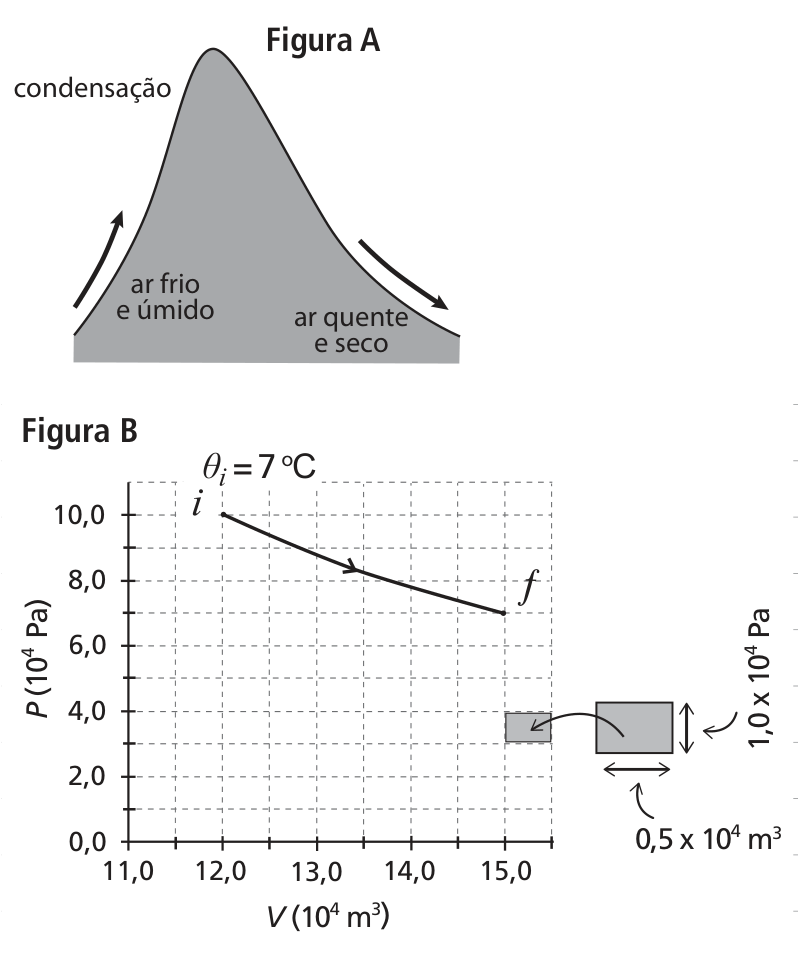 Figura A
condensação
ar frio
e úmido
ar quente
e seco
Figura B
θi = 7 °C
i
f
10,0
8,0
6,0
4,0
2,0
0,0
P (10⁴ Pa)
11,0 12,0 13,0 14,0 15,0
V (10⁴ m³)
1,0 x 10⁴ Pa
0,5 x 10⁴ m³